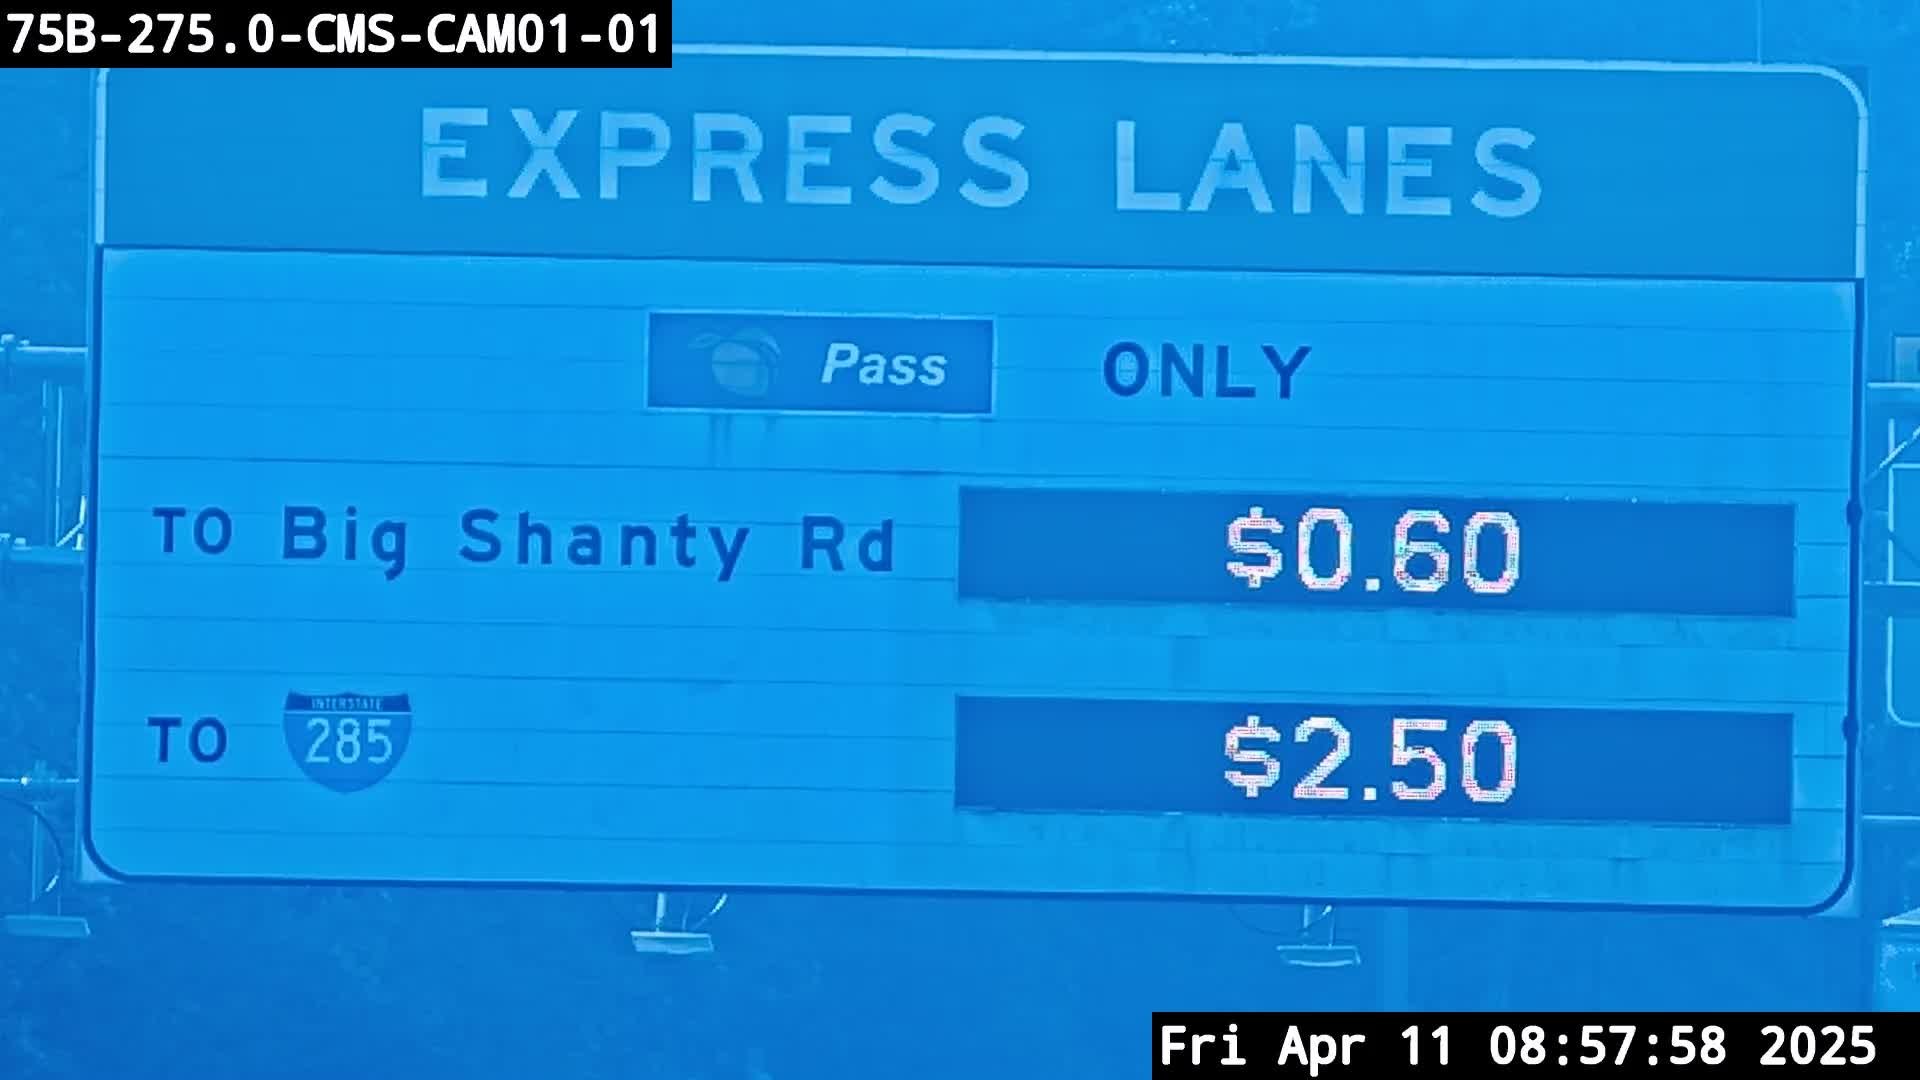 75B-275.0-CMS-CAM01-01
EXPRESS LANES
Pass ONLY
TO Big Shanty Rd $0.60
TO INTERSTATE 285 $2.50
Fri Apr 11 08:57:58 2025